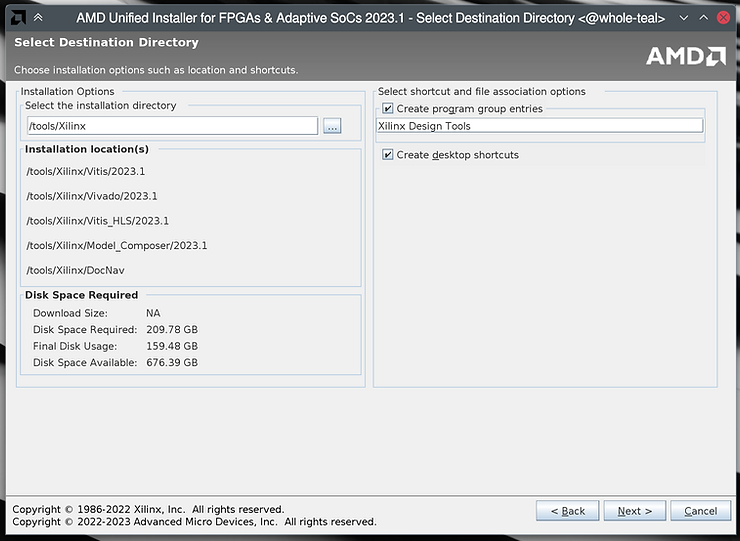 AMD Unified Installer for FPGAs & Adaptive SoCs 2023.1 - Select Destination Directory <@whole-teal>
Select Destination Directory
Choose installation options such as location and shortcuts.
AMD
Installation Options
Select the installation directory
/tools/Xilinx
...
Installation location(s)
/tools/Xilinx/Vitis/2023.1
/tools/Xilinx/Vivado/2023.1
/tools/Xilinx/Vitis_HLS/2023.1
/tools/Xilinx/Model_Composer/2023.1
/tools/Xilinx/DocNav
Disk Space Required
Download Size: NA
Disk Space Required: 209.78 GB
Final Disk Usage: 159.48 GB
Disk Space Available: 676.39 GB
Select shortcut and file association options
Create program group entries
Xilinx Design Tools
Create desktop shortcuts
Copyright © 1986-2022 Xilinx, Inc. All rights reserved.
Copyright © 2022-2023 Advanced Micro Devices, Inc. All rights reserved.
< Back
Next >
Cancel